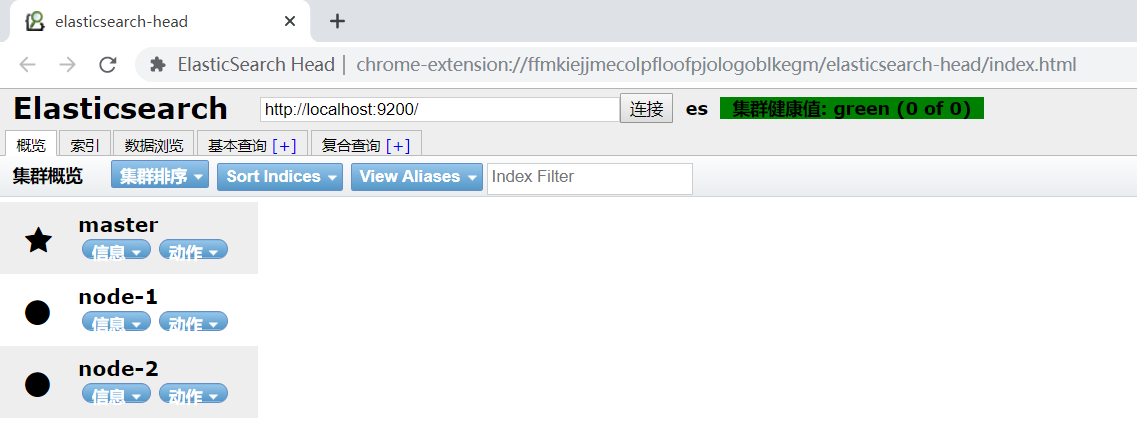 elasticsearch-head
ElasticSearch Head | chrome-extension://ffmkiejjmecolpfloofpjologoblkegm/elasticsearch-head/index.html
Elasticsearch http://localhost:9200/ 连接 es 集群健康值: green (0 of 0)
概览 索引 数据浏览 基本查询 [+] 复合查询 [+]
集群概览 集群排序 Sort Indices View Aliases Index Filter
master
信息 动作
node-1
信息 动作
node-2
信息 动作